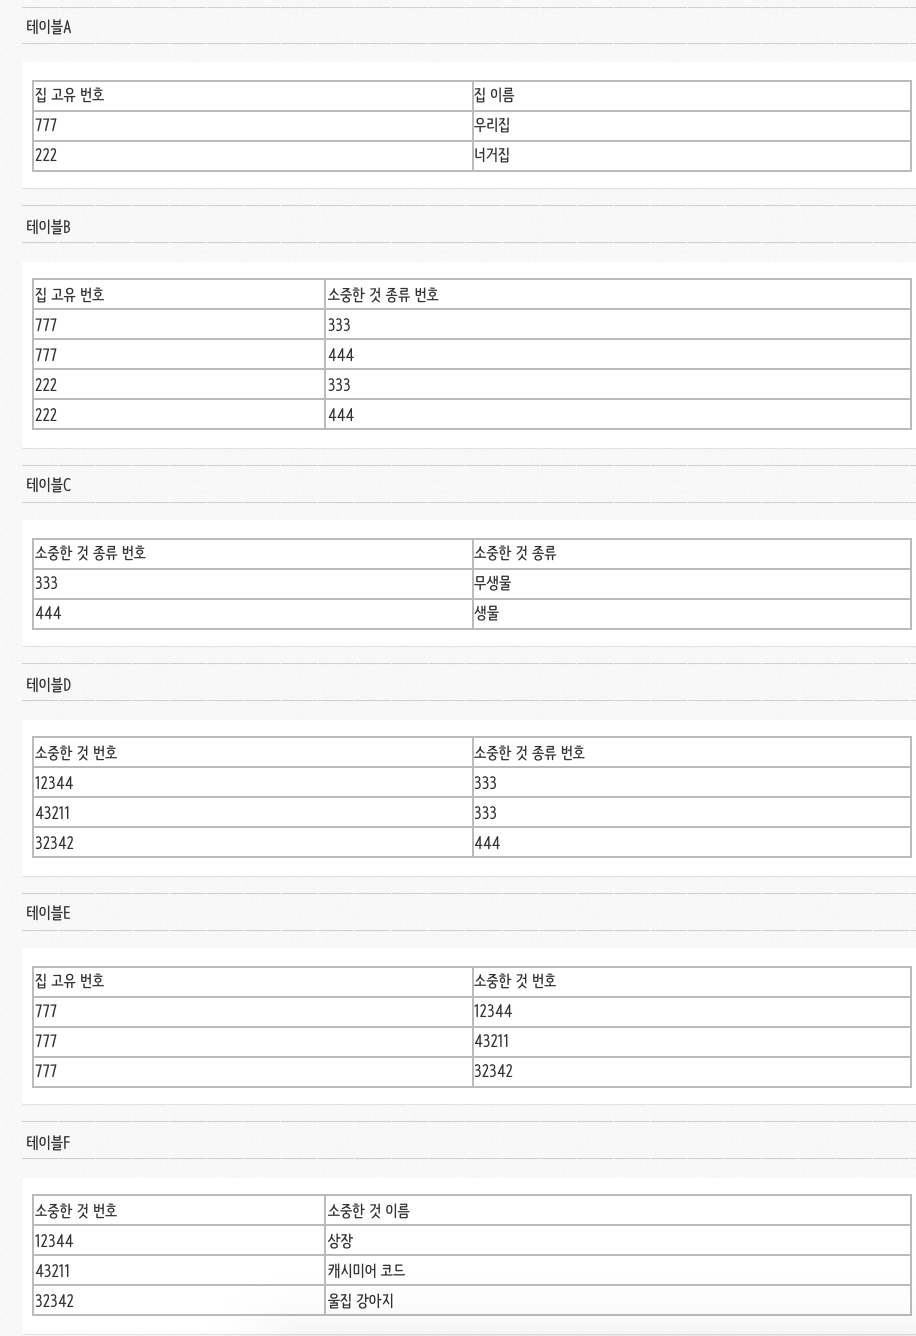 테이블A
집 고유 번호 집 이름
777 우리집
222 너거집
테이블B
집 고유 번호 소중한 것 종류 번호
777 333
777 444
222 333
222 444
테이블C
소중한 것 종류 번호 소중한 것 종류
333 무생물
444 생물
테이블D
소중한 것 번호 소중한 것 종류 번호
12344 333
43211 333
32342 444
테이블E
집 고유 번호 소중한 것 번호
777 12344
777 43211
777 32342
테이블F
소중한 것 번호 소중한 것 이름
12344 상장
43211 캐시미어 코드
32342 울집 강아지